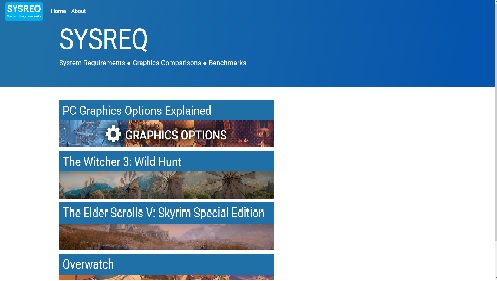 SYSREQ
Home About
SYSREQ
System Requirements ● Graphics Comparisons ● Benchmarks
PC Graphics Options Explained
GRAPHICS OPTIONS
The Witcher 3: Wild Hunt
The Elder Scrolls V: Skyrim Special Edition
Overwatch